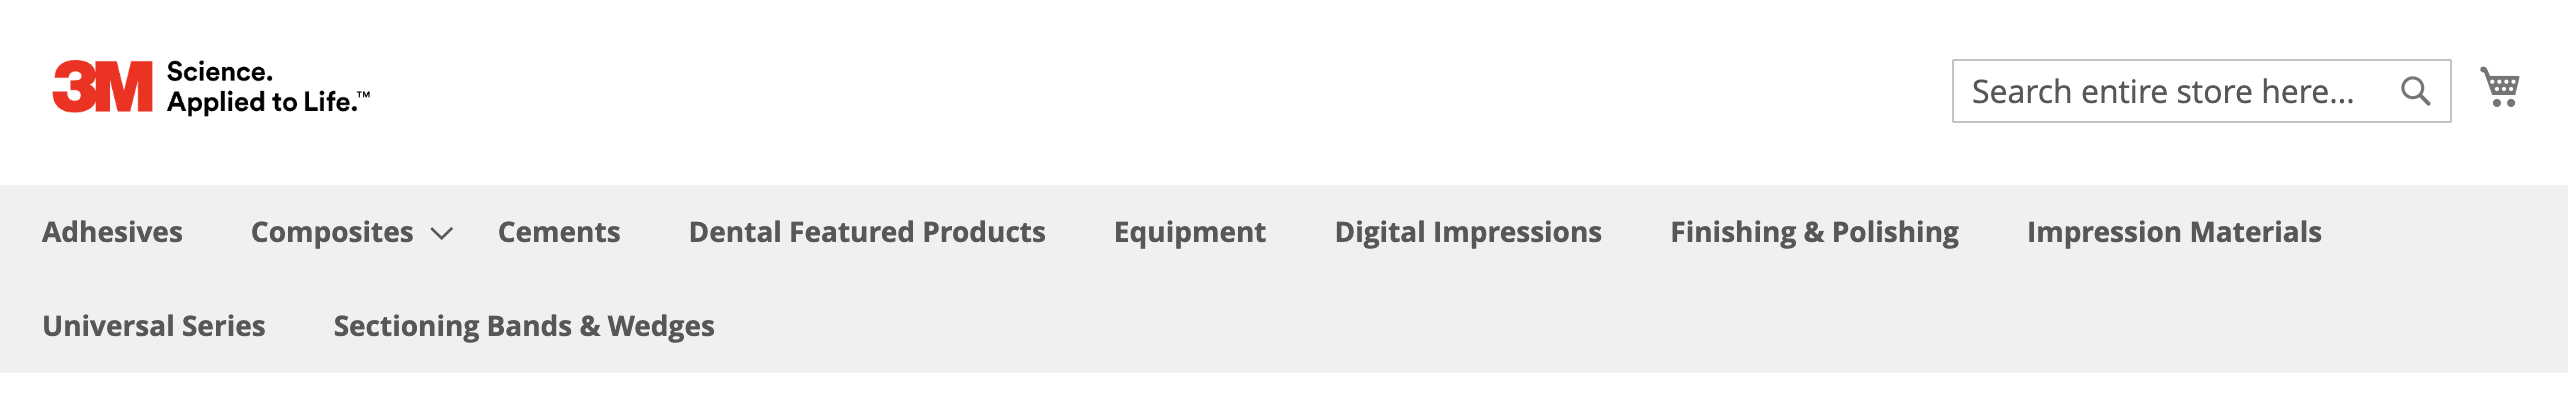 3M Science.
Applied to Life.™
Search entire store here...
Adhesives Composites Cements Dental Featured Products Equipment Digital Impressions Finishing & Polishing Impression Materials
Universal Series Sectioning Bands & Wedges